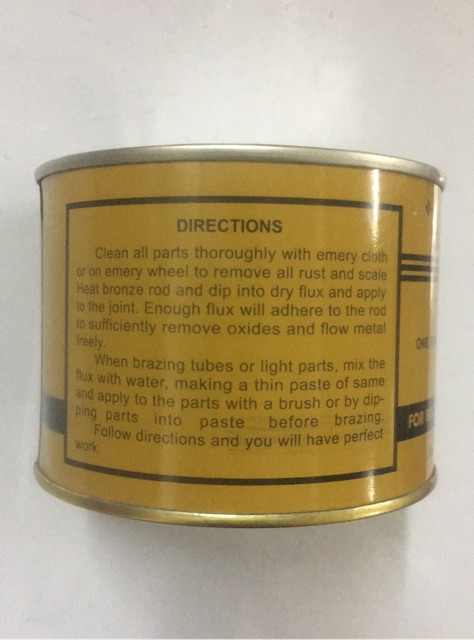 DIRECTIONS
Clean all parts thoroughly with emery cloth
or on emery wheel to remove all rust and scale
Heat bronze rod and dip into dry flux and apply
to the joint. Enough flux will adhere to the rod
to sufficiently remove oxides and flow metal
freely.
When brazing tubes or light parts, mix the
flux with water, making a thin paste of same
and apply to the parts with a brush or by dip-
ping parts into paste before brazing.
Follow directions and you will have perfect
work.
ONE
FOR